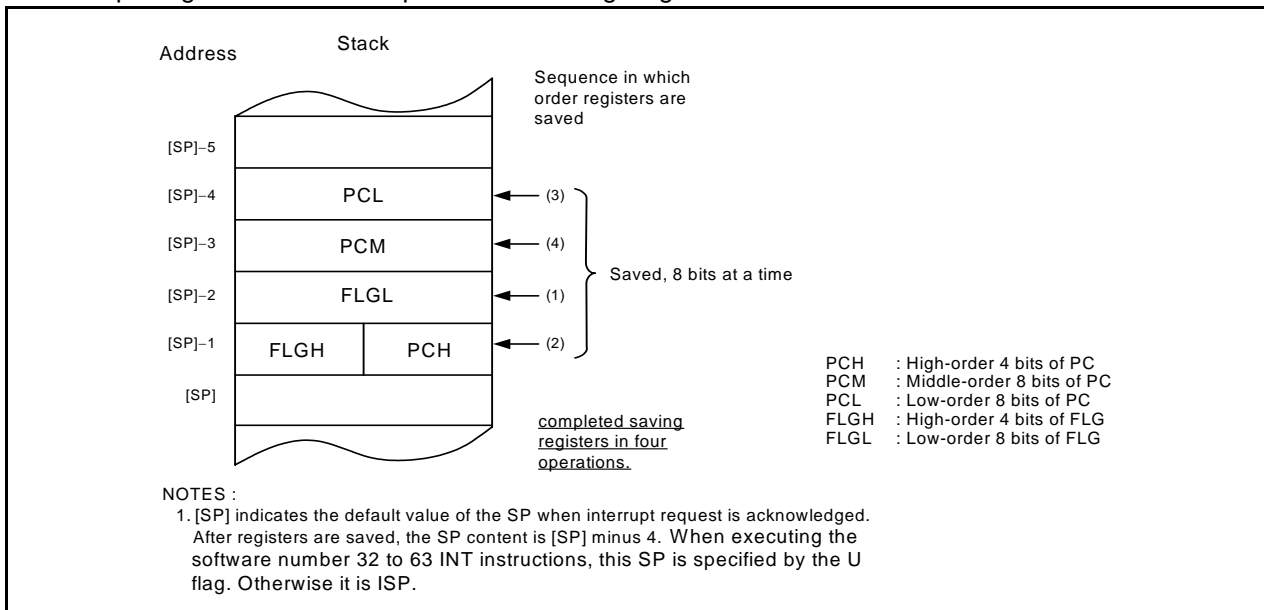 Address
Stack
Sequence in which
order registers are
saved
[SP]−5
[SP]−4
PCL
(3)
[SP]−3
PCM
(4)
Saved, 8 bits at a time
[SP]−2
FLGL
(1)
[SP]−1
FLGH
PCH
(2)
[SP]
PCH : High-order 4 bits of PC
PCM : Middle-order 8 bits of PC
PCL : Low-order 8 bits of PC
FLGH : High-order 4 bits of FLG
FLGL : Low-order 8 bits of FLG
completed saving
registers in four
operations.
NOTES :
1. [SP] indicates the default value of the SP when interrupt request is acknowledged.
After registers are saved, the SP content is [SP] minus 4. When executing the
software number 32 to 63 INT instructions, this SP is specified by the U
flag. Otherwise it is ISP.